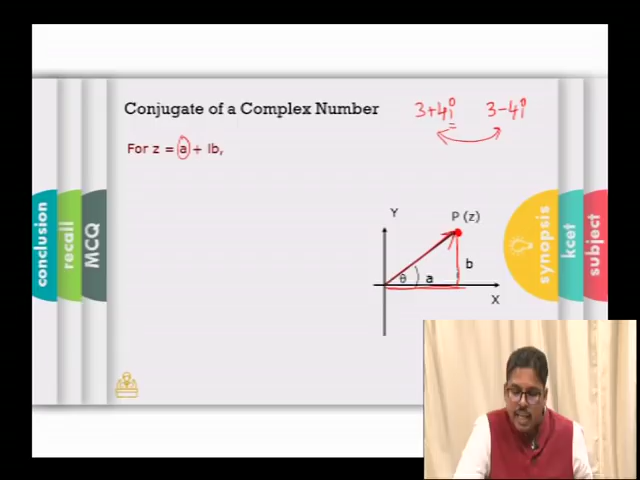 Conjugate of a Complex Number
3+4i 3-4i
For z = a + Ib,
Y
P (z)
b
θ
a
X
conclusion
recall
MCQ
synopsis
kcet
subject